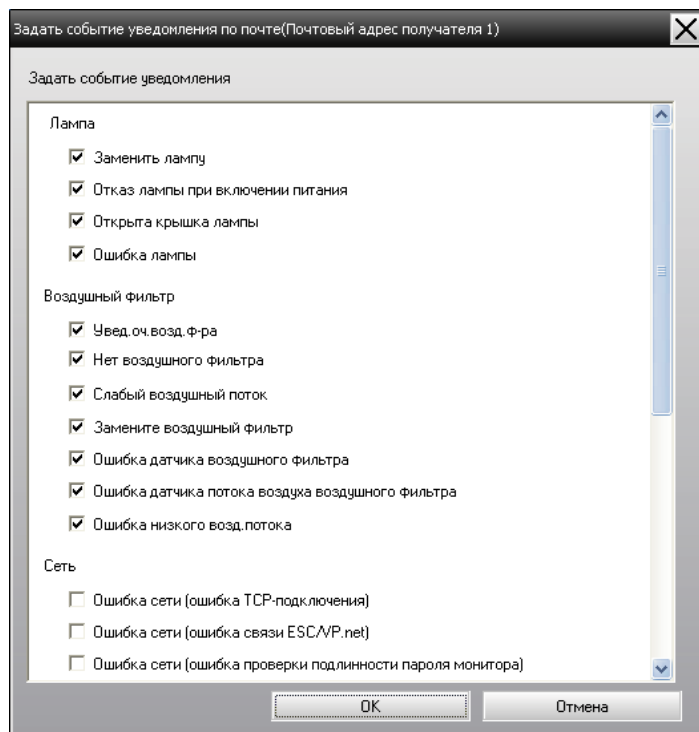 Задать событие уведомления по почте(Почтовый адрес получателя 1)
Задать событие уведомления
Лампа
Заменить лампу
Отказ лампы при включении питания
Открыта крышка лампы
Ошибка лампы
Воздушный фильтр
Увед.оч.возд.ф-ра
Нет воздушного фильтра
Слабый воздушный поток
Замените воздушный фильтр
Ошибка датчика воздушного фильтра
Ошибка датчика потока воздуха воздушного фильтра
Ошибка низкого возд.потока
Сеть
Ошибка сети (ошибка TCP-подключения)
Ошибка сети (ошибка связи ESC/VP.net)
Ошибка сети (ошибка проверки подлинности пароля монитора)
OK Отмена